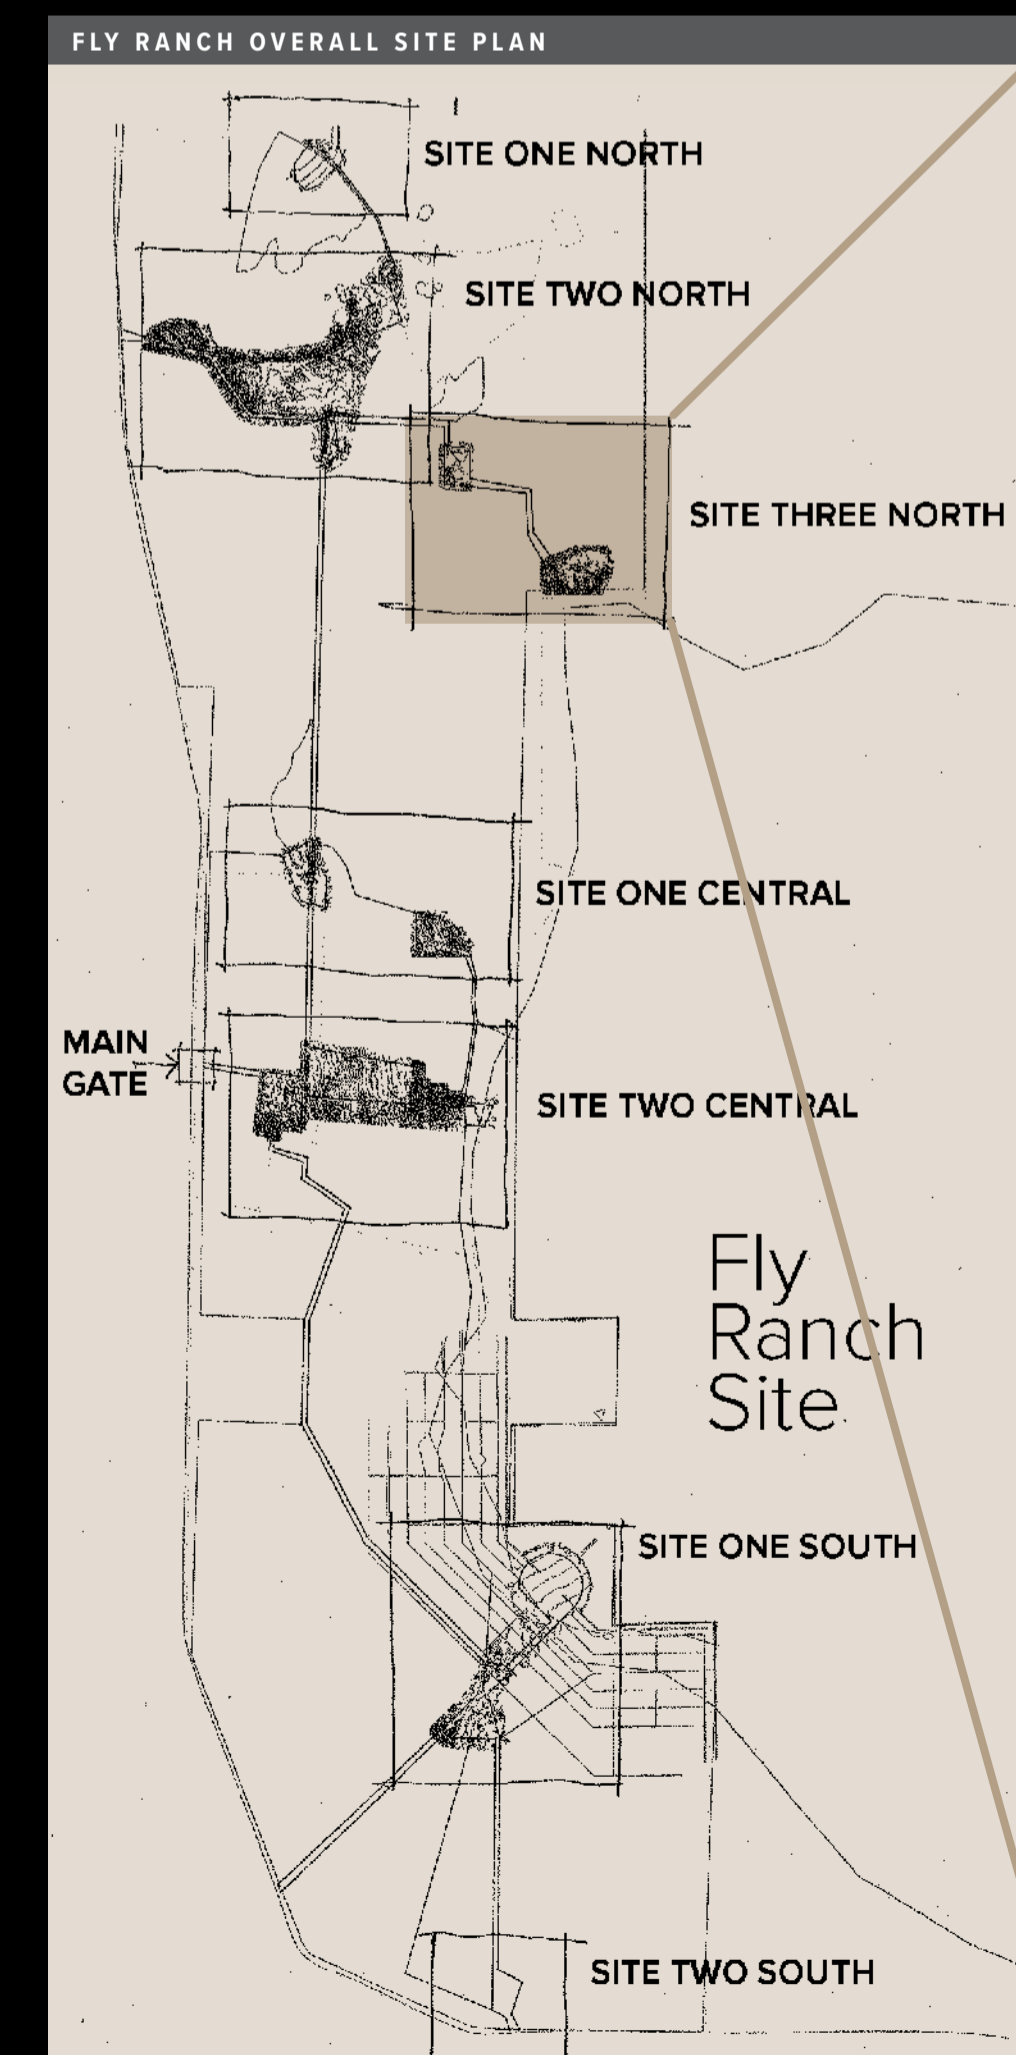 FLY RANCH OVERALL SITE PLAN
SITE ONE NORTH
SITE TWO NORTH
SITE THREE NORTH
SITE ONE CENTRAL
MAIN
GATE
SITE TWO CENTRAL
Fly
Ranch
Site
SITE ONE SOUTH
SITE TWO SOUTH